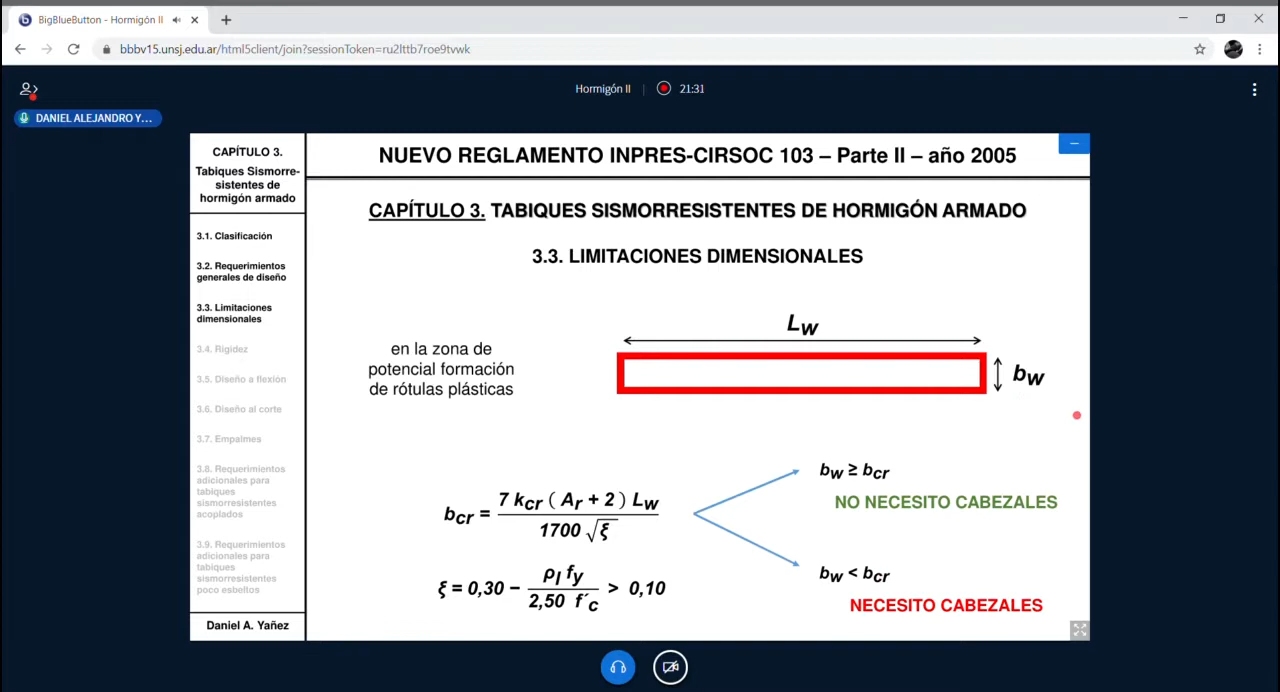 BigBlueButton - Hormigón II
bbbv15.unsj.edu.ar/html5client/join?sessionToken=ru2lttb7roe9tvwk
Hormigón II | 21:31
DANIEL ALEJANDRO Y...
CAPÍTULO 3.
Tabiques Sismorre-
sistentes de
hormigón armado
3.1. Clasificación
3.2. Requerimientos
generales de diseño
3.3. Limitaciones
dimensionales
3.4. Rigidez
3.5. Diseño a flexión
3.6. Diseño al corte
3.7. Empalmes
3.8. Requerimientos
adicionales para
tabiques
sismorresistentes
acoplados
3.9. Requerimientos
adicionales para
tabiques
sismorresistentes
poco esbeltos
Daniel A. Yañez
NUEVO REGLAMENTO INPRES-CIRSOC 103 – Parte II – año 2005
CAPÍTULO 3. TABIQUES SISMORRESISTENTES DE HORMIGÓN ARMADO
3.3. LIMITACIONES DIMENSIONALES
en la zona de
potencial formación
de rótulas plásticas
Lw
bw
bcr = 7 kcr ( Ar + 2 ) Lw / 1700 √ξ
ξ = 0,30 − ρl fy / 2,50 f´c > 0,10
bw ≥ bcr
NO NECESITO CABEZALES
bw < bcr
NECESITO CABEZALES